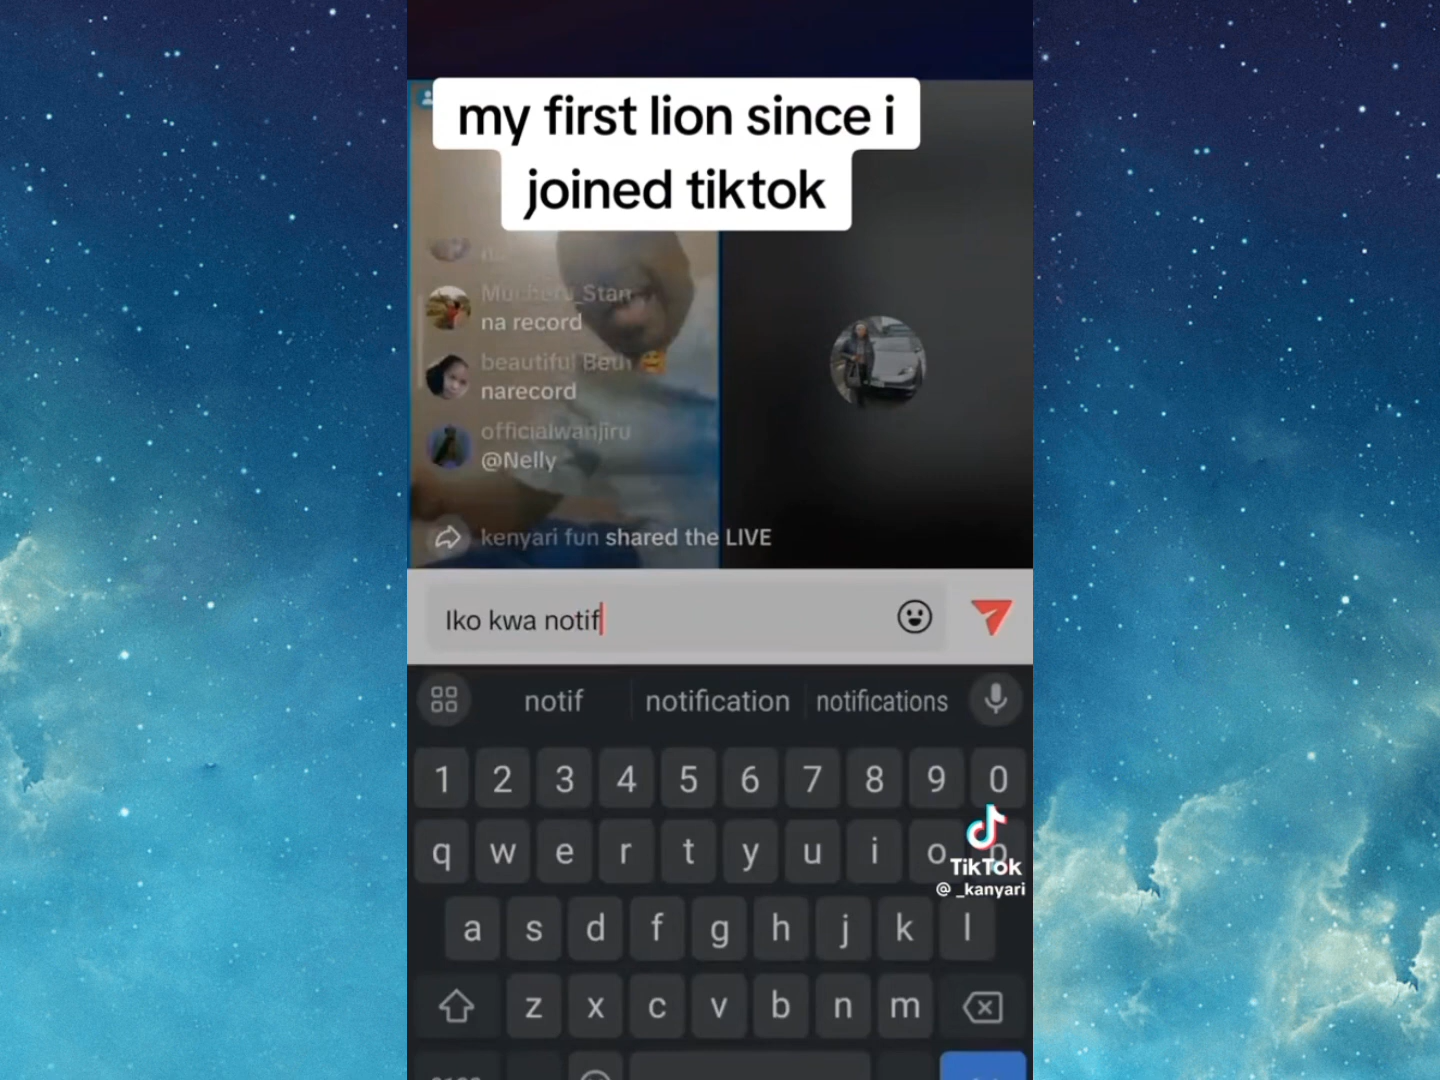 my first lion since i
joined tiktok
Mucheru_Stan
na record
beautiful Beth 🥰
narecord
officialwanjiru
@Nelly
kenyari fun shared the LIVE
Iko kwa notif
notif notification notifications
1 2 3 4 5 6 7 8 9 0
q w e r t y u i o p
TikTok
@ _kanyari
a s d f g h j k l
z x c v b n m